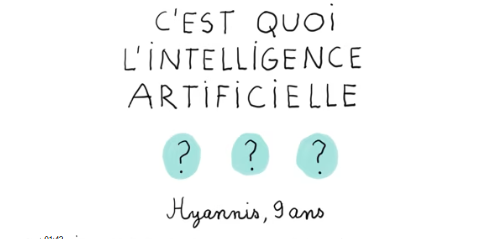 C'EST QUOI
L'INTELLIGENCE
ARTIFICIELLE
? ? ?
Hyannis, 9 ans